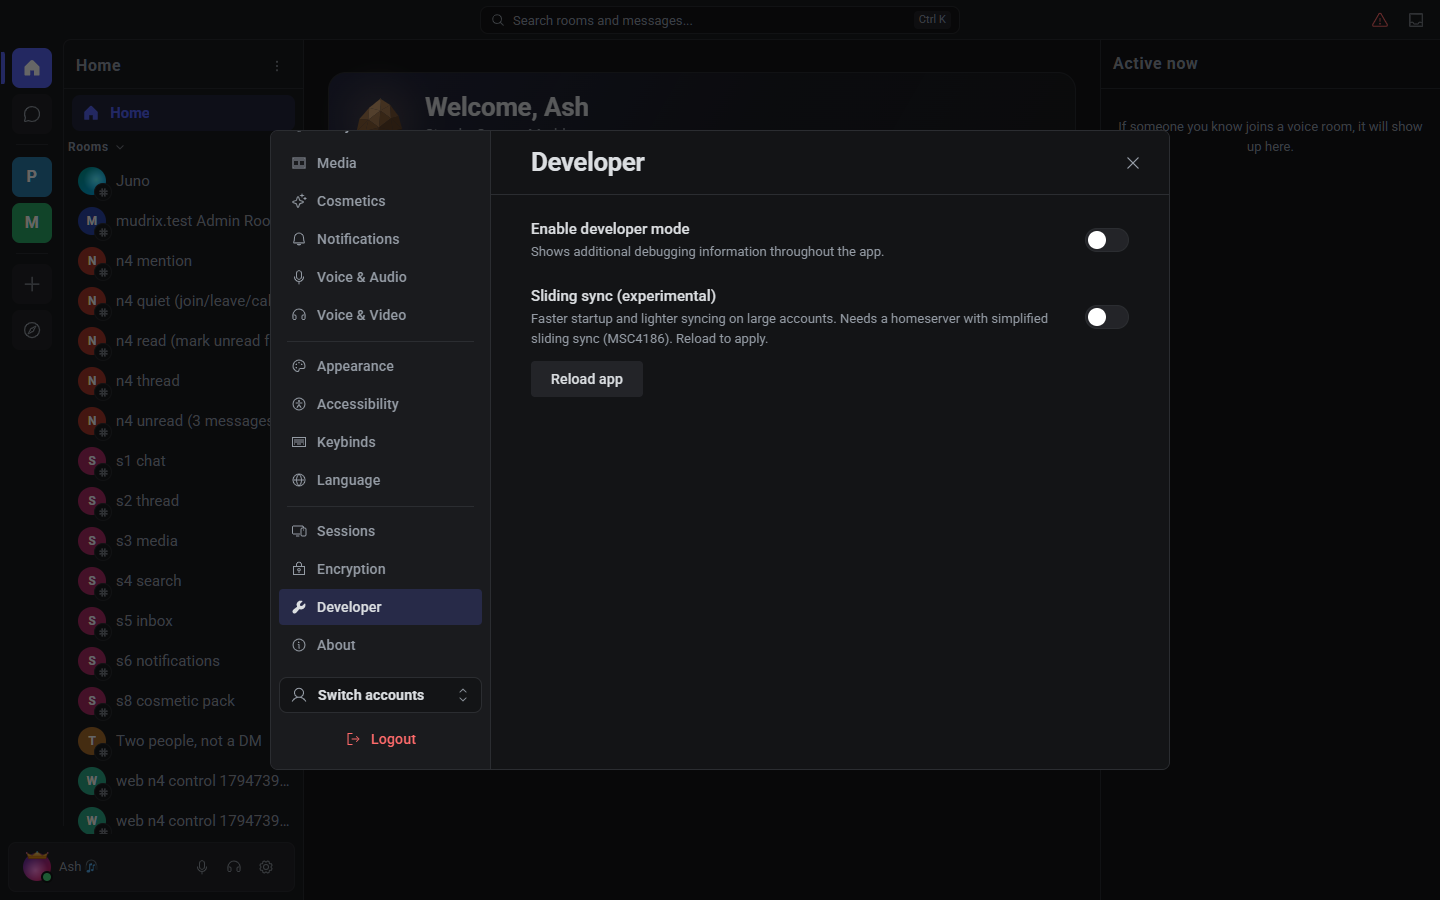 Search rooms and messages...
Ctrl K
Home
Home
Rooms
P
M
Juno
M
mudrix.test Admin Roo
N
n4 mention
N
n4 quiet (join/leave/cal
N
n4 read (mark unread f
N
n4 thread
N
n4 unread (3 messages
S
s1 chat
S
s2 thread
S
s3 media
S
s4 search
S
s5 inbox
S
s6 notifications
S
s8 cosmetic pack
T
Two people, not a DM
W
web n4 control 1794739...
W
web n4 control 1794739...
Ash
Welcome, Ash
Active now
If someone you know joins a voice room, it will show
up here.
Media
Cosmetics
Notifications
Voice & Audio
Voice & Video
Appearance
Accessibility
Keybinds
Language
Sessions
Encryption
Developer
About
Switch accounts
Logout
Developer
Enable developer mode
Shows additional debugging information throughout the app.
Sliding sync (experimental)
Faster startup and lighter syncing on large accounts. Needs a homeserver with simplified
sliding sync (MSC4186). Reload to apply.
Reload app